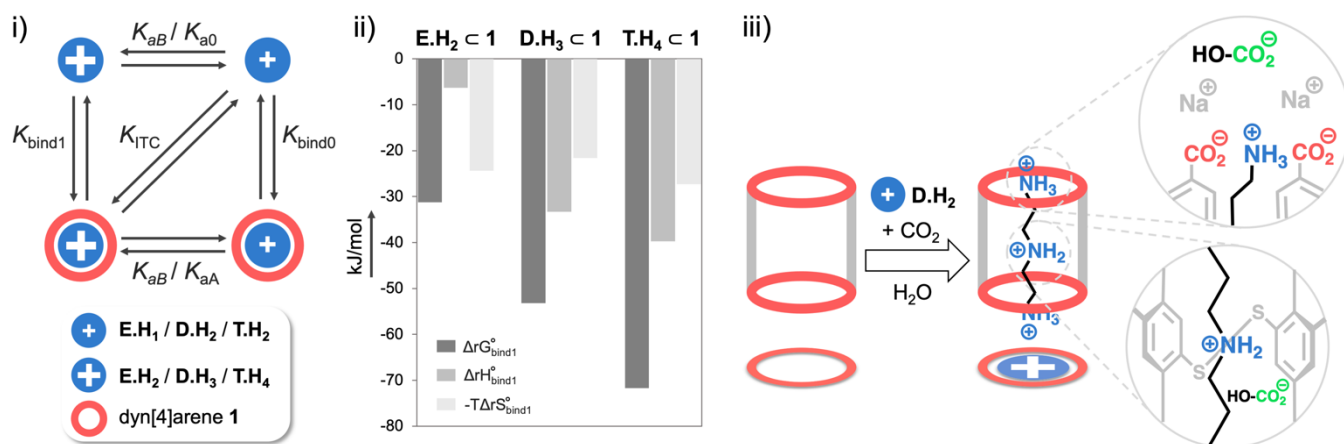 i)
K_aB / K_a0
K_bind1
K_ITC
K_bind0
K_aB / K_aA
E.H₁ / D.H₂ / T.H₂
E.H₂ / D.H₃ / T.H₄
dyn[4]arene 1
ii)
E.H₂ ⊂ 1 D.H₃ ⊂ 1 T.H₄ ⊂ 1
0
-10
-20
-30
-40
-50
-60
-70
-80
kJ/mol
ΔrG°bind1
ΔrH°bind1
-TΔrS°bind1
iii)
+ D.H₂
+ CO₂
H₂O
⊕
NH₃
⊕NH₂
NH₃
⊕
HO-CO₂⊖
Na⊕ Na⊕
CO₂⊖ ⊕NH₃ CO₂⊖
S
⊕NH₂
S
HO-CO₂⊖